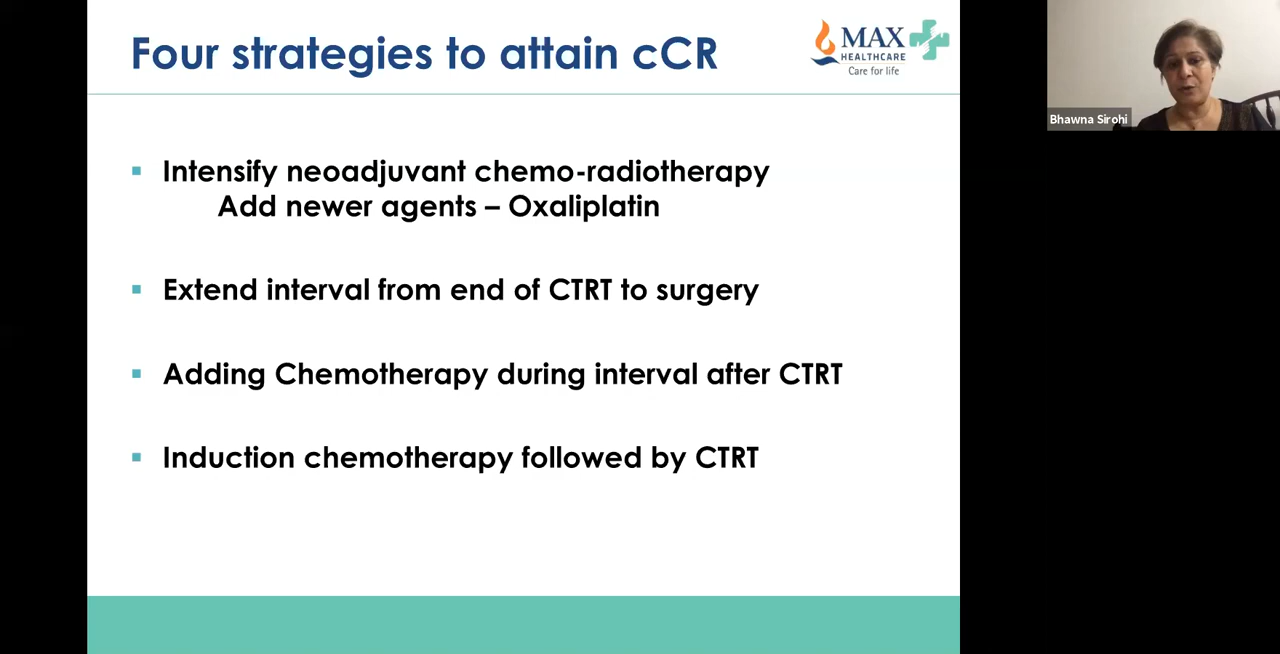 Four strategies to attain cCR
MAX
HEALTHCARE
Care for life
Bhawna Sirohi
▪ Intensify neoadjuvant chemo-radiotherapy
Add newer agents – Oxaliplatin
▪ Extend interval from end of CTRT to surgery
▪ Adding Chemotherapy during interval after CTRT
▪ Induction chemotherapy followed by CTRT